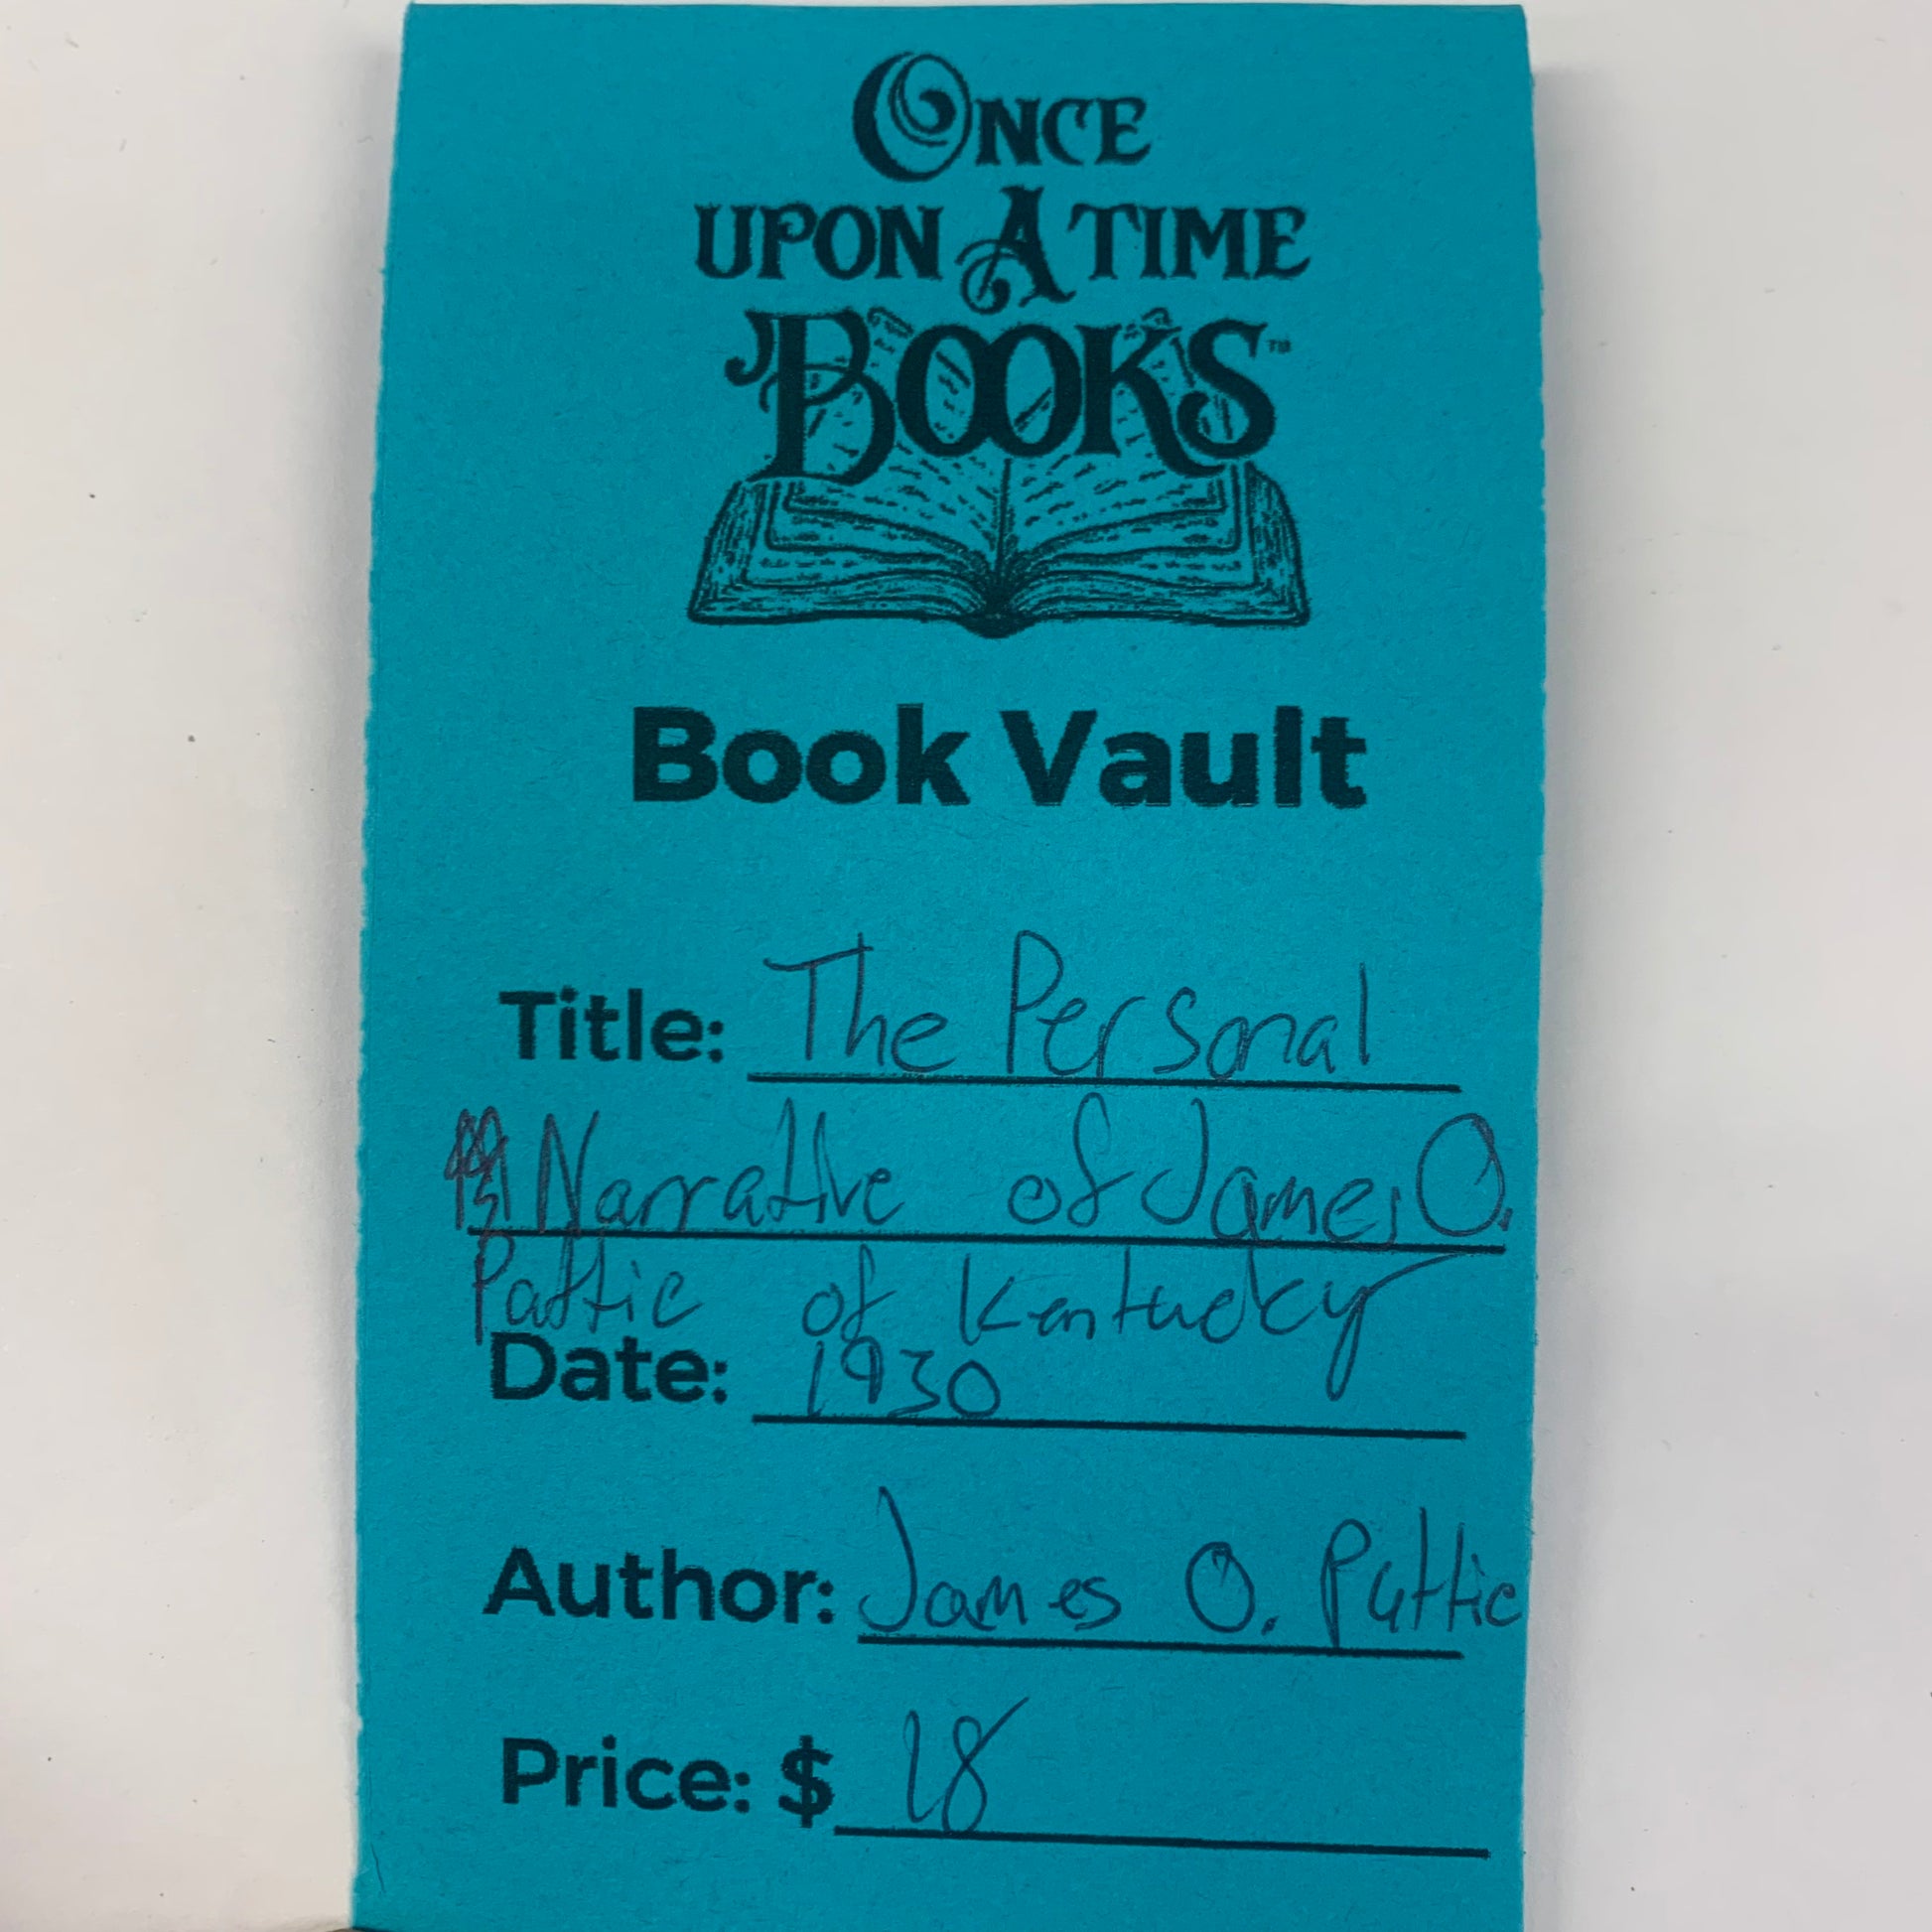 ONCE
UPON A TIME
BOOKS™
Book Vault
Title: The Personal
Narrative of James O.
Pattie of Kentucky
Date: 1930
Author: James O. Pattie
Price: $ 18